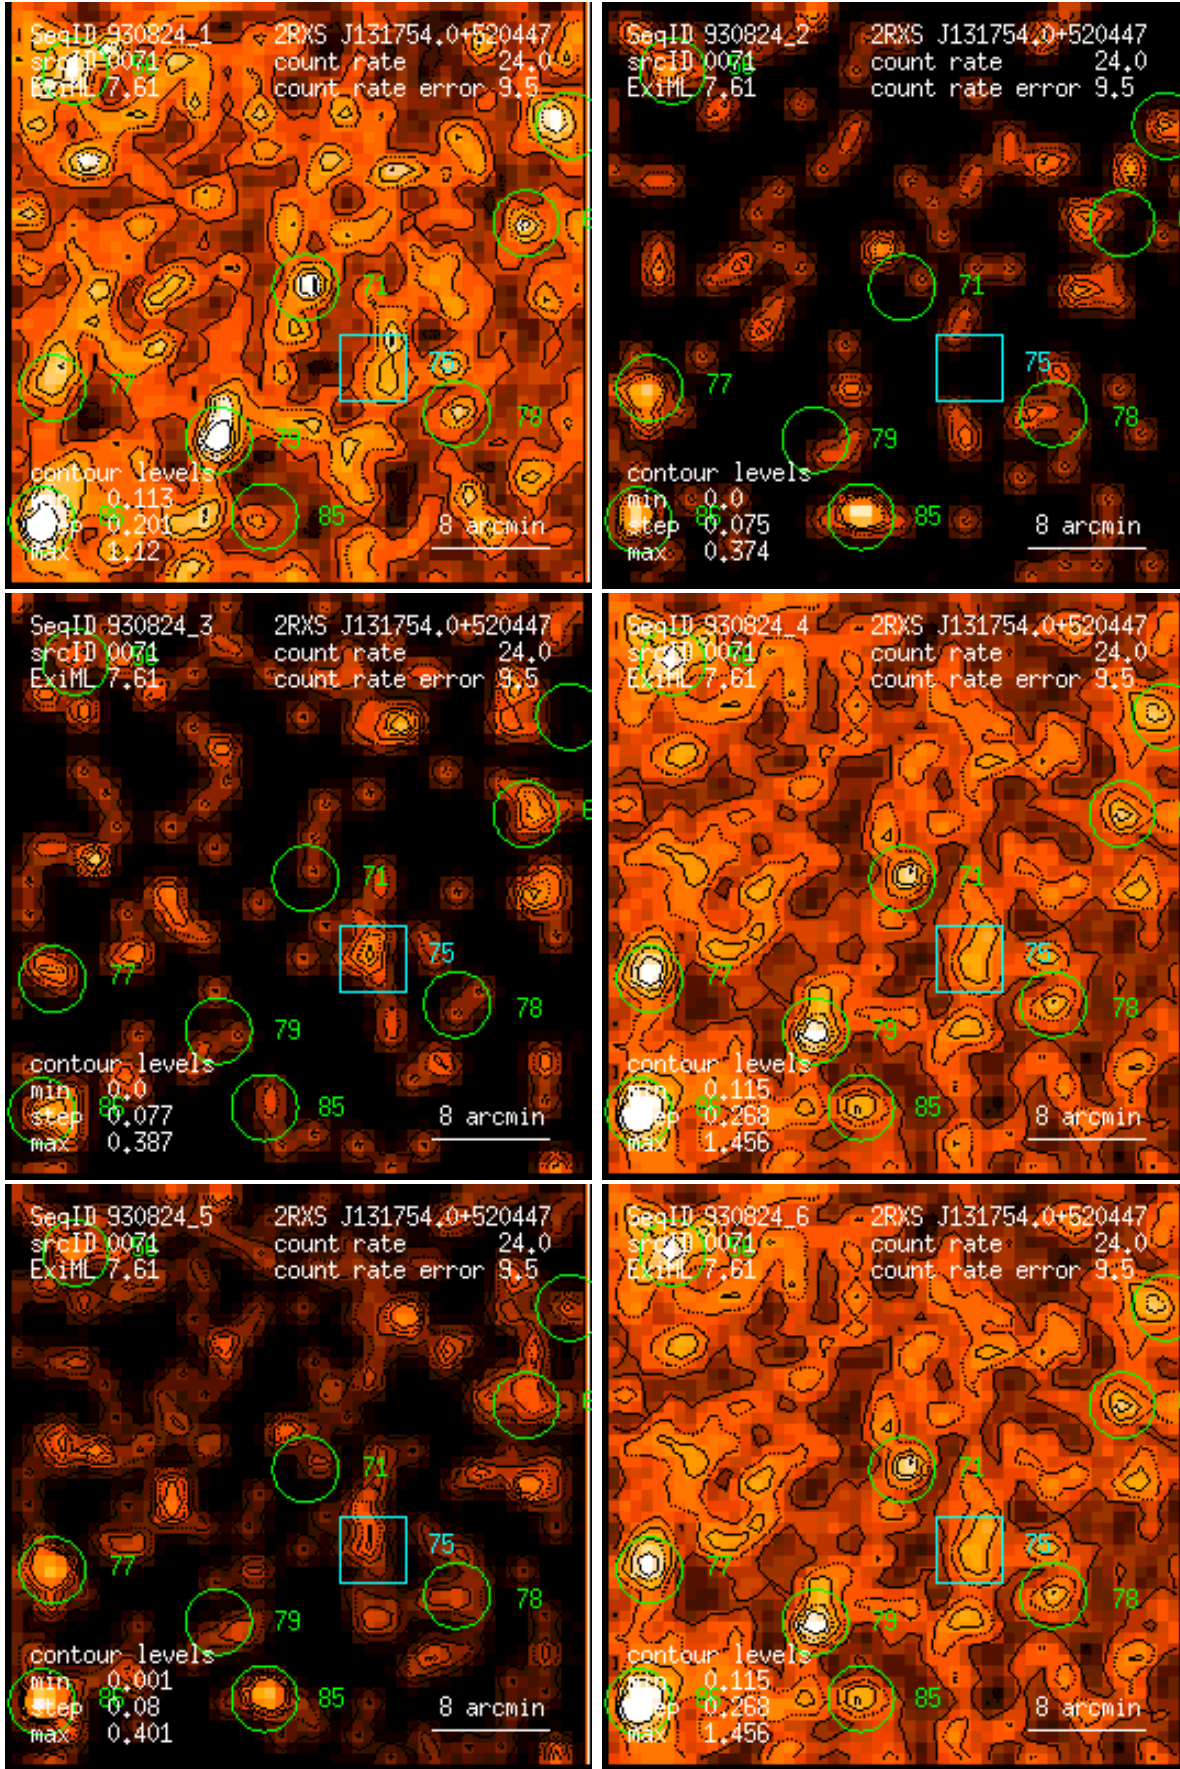 SeqID 930824_1 2RXS J131754.0+520447
srcID 0071 count rate 24.0
ExiML 7.61 count rate error 9.5
71
75
77
78
79
contour levels
min 0.113
86 85
step 0.201 8 arcmin
max 1.12
SeqID 930824_2 2RXS J131754.0+520447
srcID 0071 count rate 24.0
ExiML 7.61 count rate error 9.5
71
75
77
78
79
contour levels
min 0.0
86 85
step 0.075 8 arcmin
max 0.374
SeqID 930824_3 2RXS J131754.0+520447
srcID 0071 count rate 24.0
ExiML 7.61 count rate error 9.5
71
75
77
78
79
contour levels
min 0.0
86 85
step 0.077 8 arcmin
max 0.387
SeqID 930824_4 2RXS J131754.0+520447
srcID 0071 count rate 24.0
ExiML 7.61 count rate error 9.5
71
75
77
78
79
contour levels
min 0.115
86 85
step 0.268 8 arcmin
max 1.456
SeqID 930824_5 2RXS J131754.0+520447
srcID 0071 count rate 24.0
ExiML 7.61 count rate error 9.5
71
75
77
78
79
contour levels
min 0.001
86 85
step 0.08 8 arcmin
max 0.401
SeqID 930824_6 2RXS J131754.0+520447
srcID 0071 count rate 24.0
ExiML 7.61 count rate error 9.5
71
75
77
78
79
contour levels
min 0.115
86 85
step 0.268 8 arcmin
max 1.456